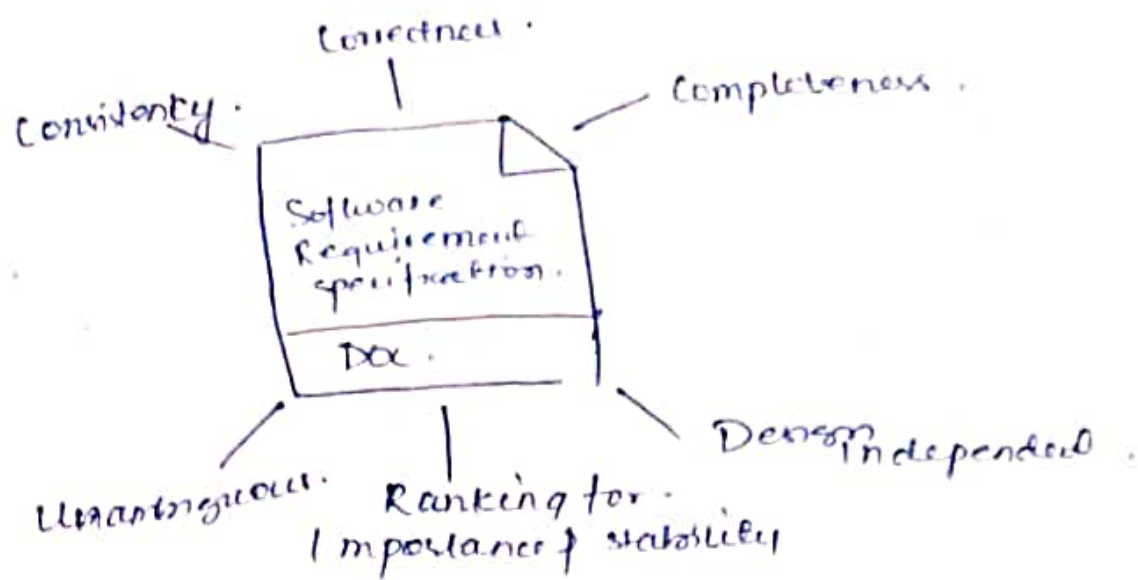 Correctness.
Consistency.
Completeness.
Software
Requirement
specification.
DOC.
Design
independent.
Unambiguous.
Ranking for.
Importance & stability